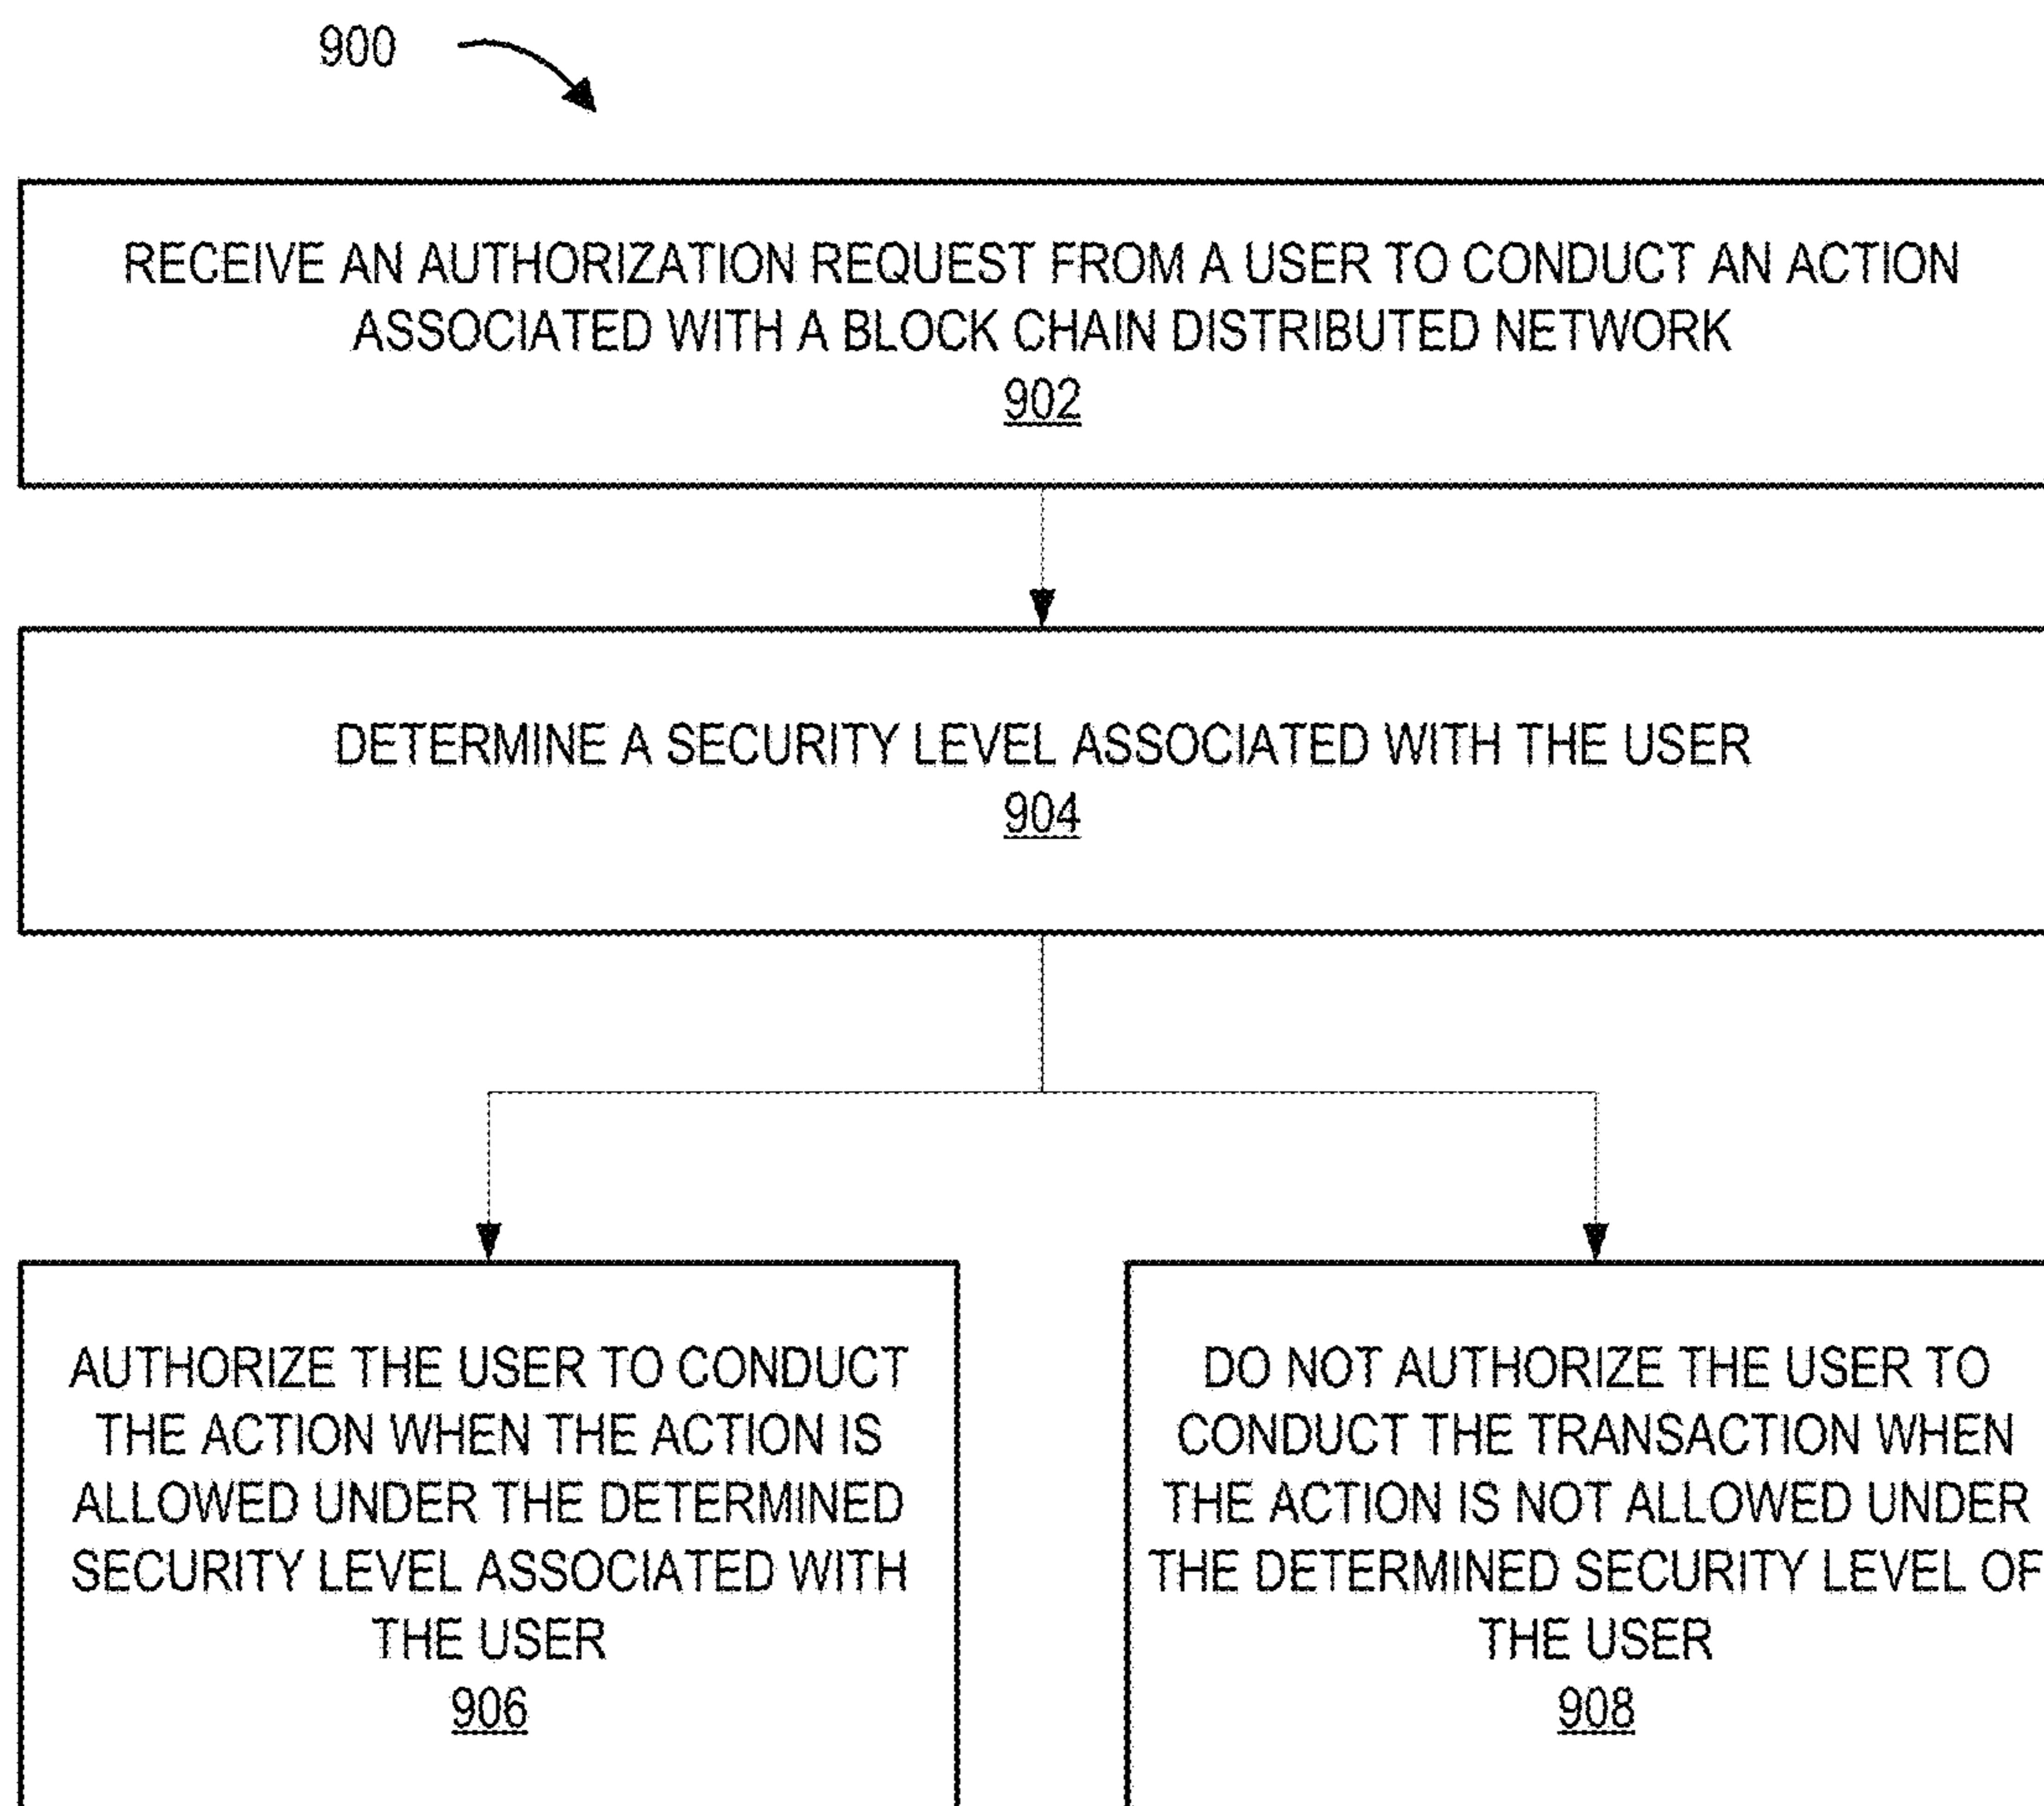 900
RECEIVE AN AUTHORIZATION REQUEST FROM A USER TO CONDUCT AN ACTION
ASSOCIATED WITH A BLOCK CHAIN DISTRIBUTED NETWORK
902
DETERMINE A SECURITY LEVEL ASSOCIATED WITH THE USER
904
AUTHORIZE THE USER TO CONDUCT
THE ACTION WHEN THE ACTION IS
ALLOWED UNDER THE DETERMINED
SECURITY LEVEL ASSOCIATED WITH
THE USER
906
DO NOT AUTHORIZE THE USER TO
CONDUCT THE TRANSACTION WHEN
THE ACTION IS NOT ALLOWED UNDER
THE DETERMINED SECURITY LEVEL OF
THE USER
908